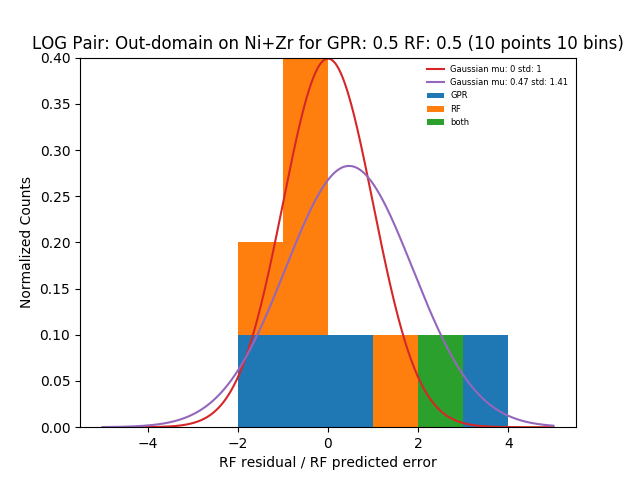 LOG Pair: Out-domain on Ni+Zr for GPR: 0.5 RF: 0.5 (10 points 10 bins)
Gaussian mu: 0 std: 1
Gaussian mu: 0.47 std: 1.41
GPR
RF
both
Normalized Counts
0.40
0.35
0.30
0.25
0.20
0.15
0.10
0.05
0.00
−4 −2 0 2 4
RF residual / RF predicted error